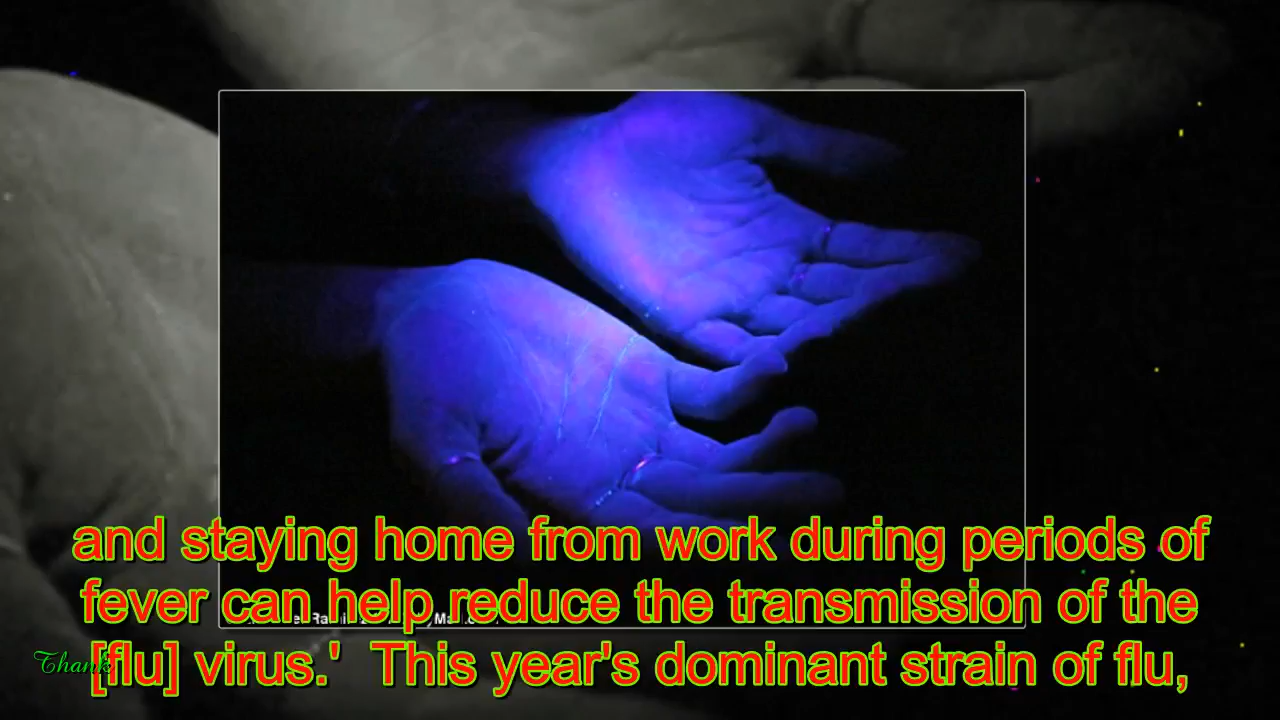 and staying home from work during periods of
fever can help reduce the transmission of the
[flu] virus.' This year's dominant strain of flu,
Thank